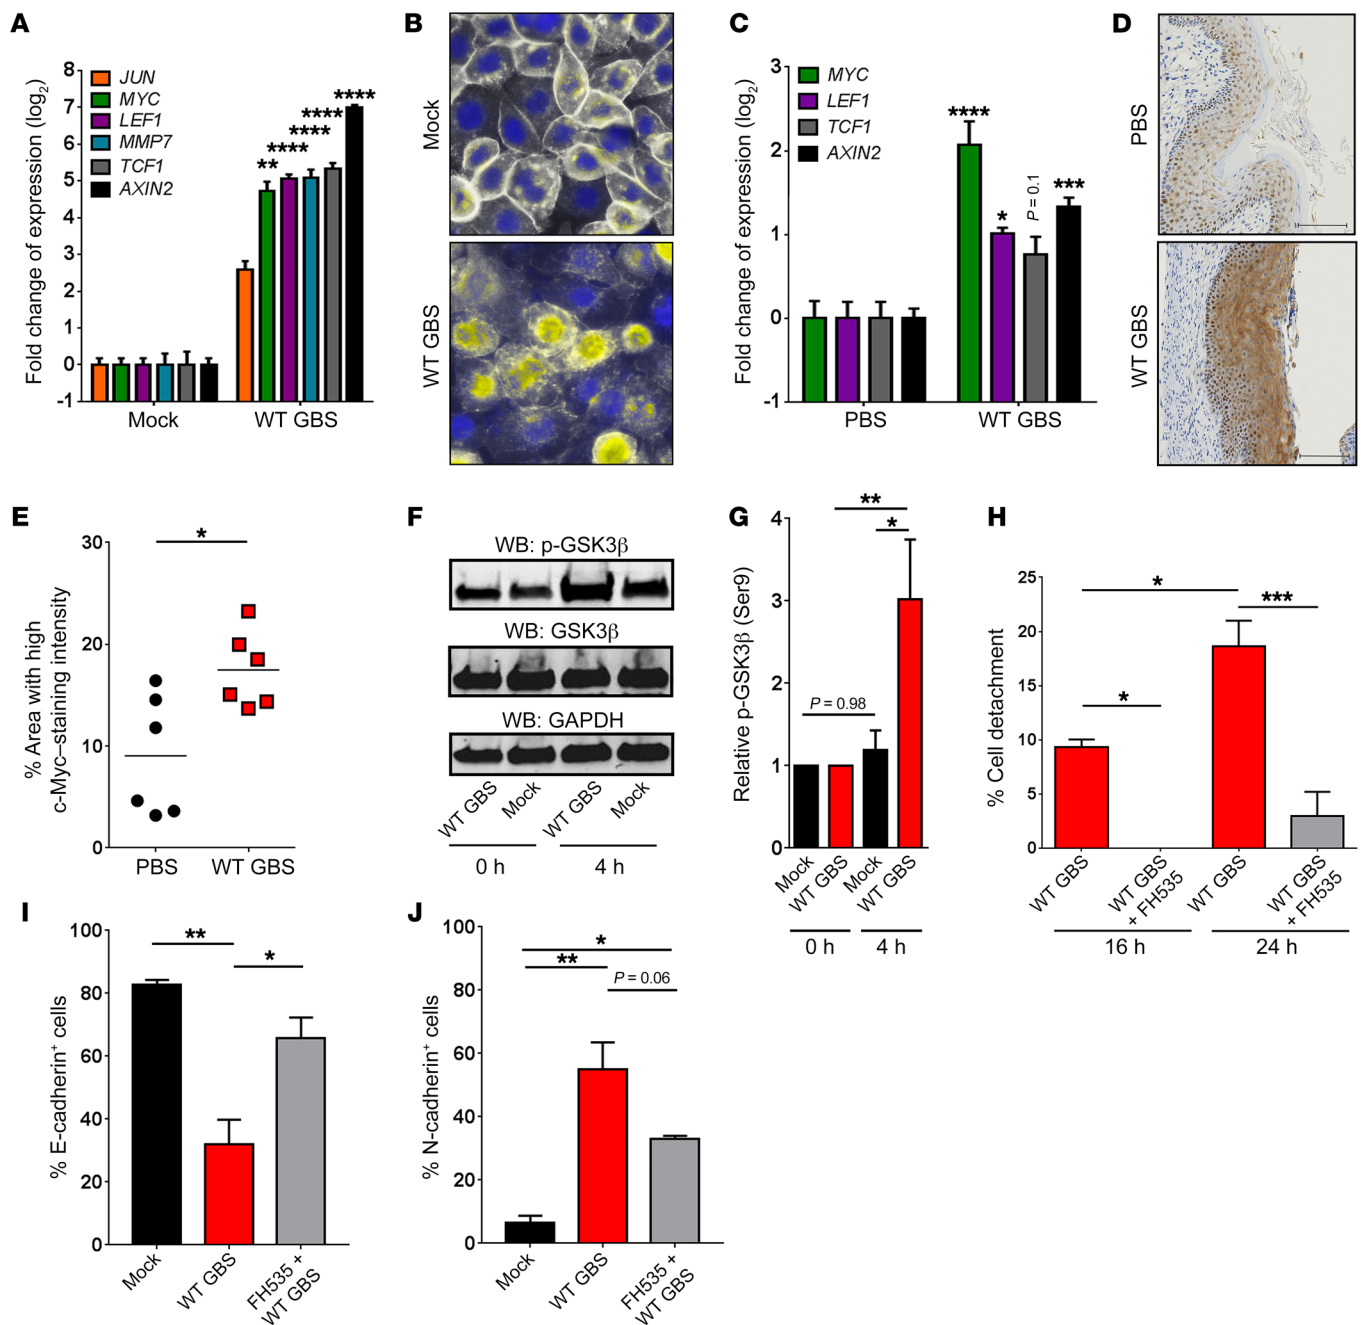 A
Fold change of expression (log2)
8
7
6
5
4
3
2
1
0
-1
JUN
MYC
LEF1
MMP7
TCF1
AXIN2
**
****
****
****
****
Mock
WT GBS
B
Mock
WT GBS
C
Fold change of expression (log2)
3
2
1
0
-1
MYC
LEF1
TCF1
AXIN2
****
*
P = 0.1
***
PBS
WT GBS
D
PBS
WT GBS
E
% Area with high
c-Myc–staining intensity
30
20
10
0
*
PBS
WT GBS
F
WB: p-GSK3β
WB: GSK3β
WB: GAPDH
WT GBS
Mock
WT GBS
Mock
0 h
4 h
G
Relative p-GSK3β (Ser9)
4
3
2
1
0
**
*
P = 0.98
Mock
WT GBS
Mock
WT GBS
0 h
4 h
H
% Cell detachment
25
20
15
10
5
0
*
***
*
WT GBS
WT GBS
+ FH535
WT GBS
WT GBS
+ FH535
16 h
24 h
I
% E-cadherin+ cells
100
80
60
40
20
0
**
*
Mock
WT GBS
FH535 +
WT GBS
J
% N-cadherin+ cells
100
80
60
40
20
0
*
**
P = 0.06
Mock
WT GBS
FH535 +
WT GBS